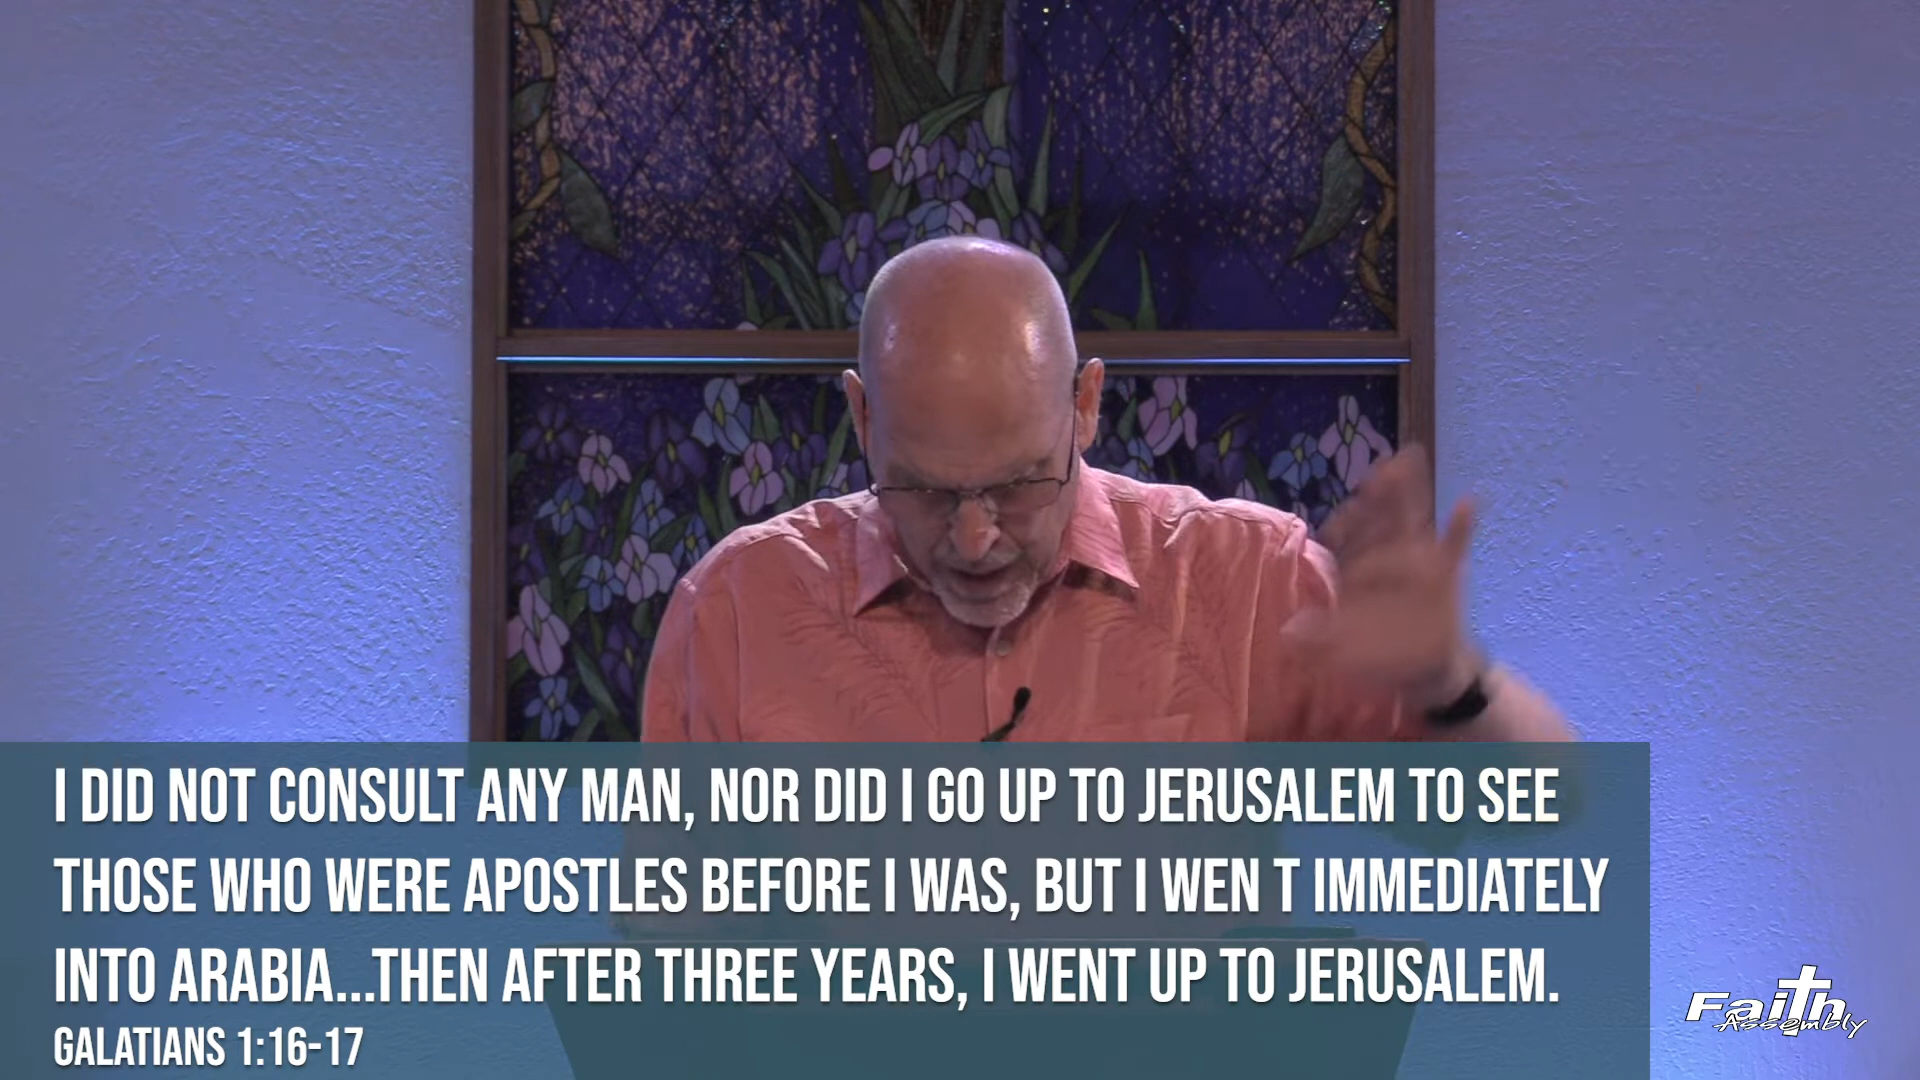 I DID NOT CONSULT ANY MAN, NOR DID I GO UP TO JERUSALEM TO SEE
THOSE WHO WERE APOSTLES BEFORE I WAS, BUT I WEN T IMMEDIATELY
INTO ARABIA...THEN AFTER THREE YEARS, I WENT UP TO JERUSALEM.
GALATIANS 1:16-17
Faith
Assembly